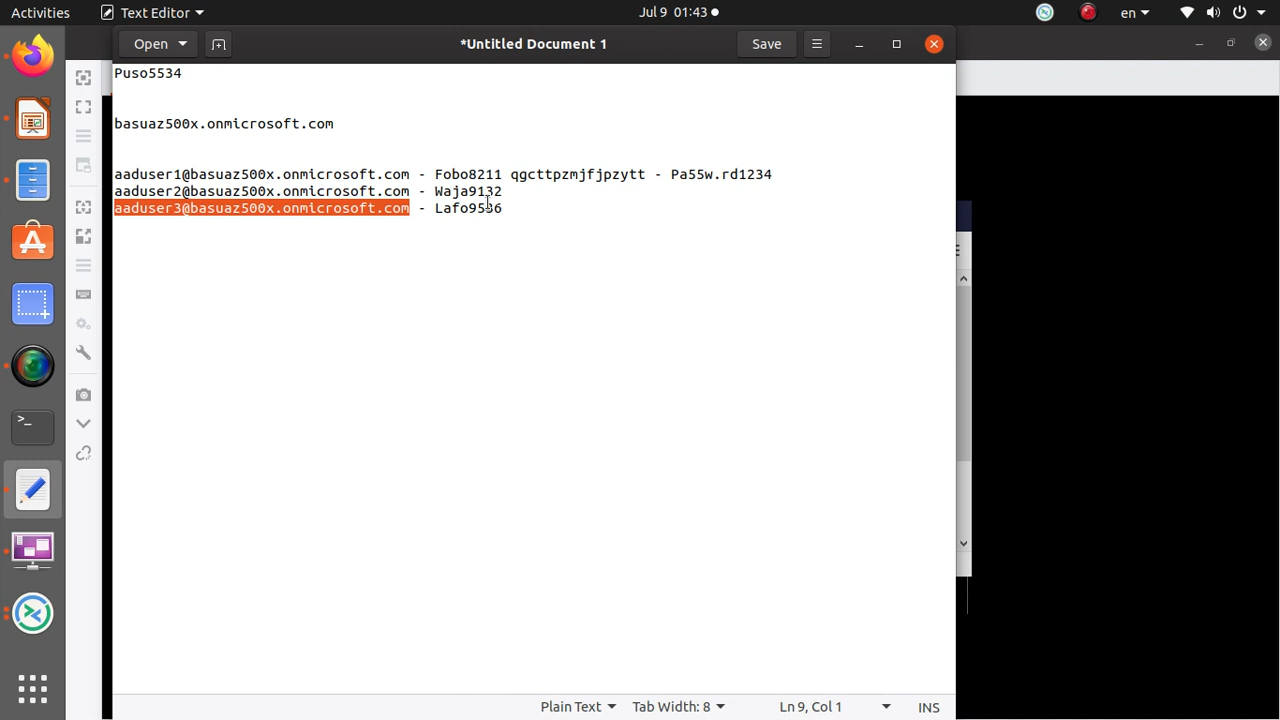 Activities Text Editor Jul 9 01:43 en
Open *Untitled Document 1 Save
Puso5534
basuaz500x.onmicrosoft.com
aaduser1@basuaz500x.onmicrosoft.com - Fobo8211 qgcttpzmjfjpzytt - Pa55w.rd1234
aaduser2@basuaz500x.onmicrosoft.com - Waja9132
aaduser3@basuaz500x.onmicrosoft.com - Lafo9536
Plain Text Tab Width: 8 Ln 9, Col 1 INS